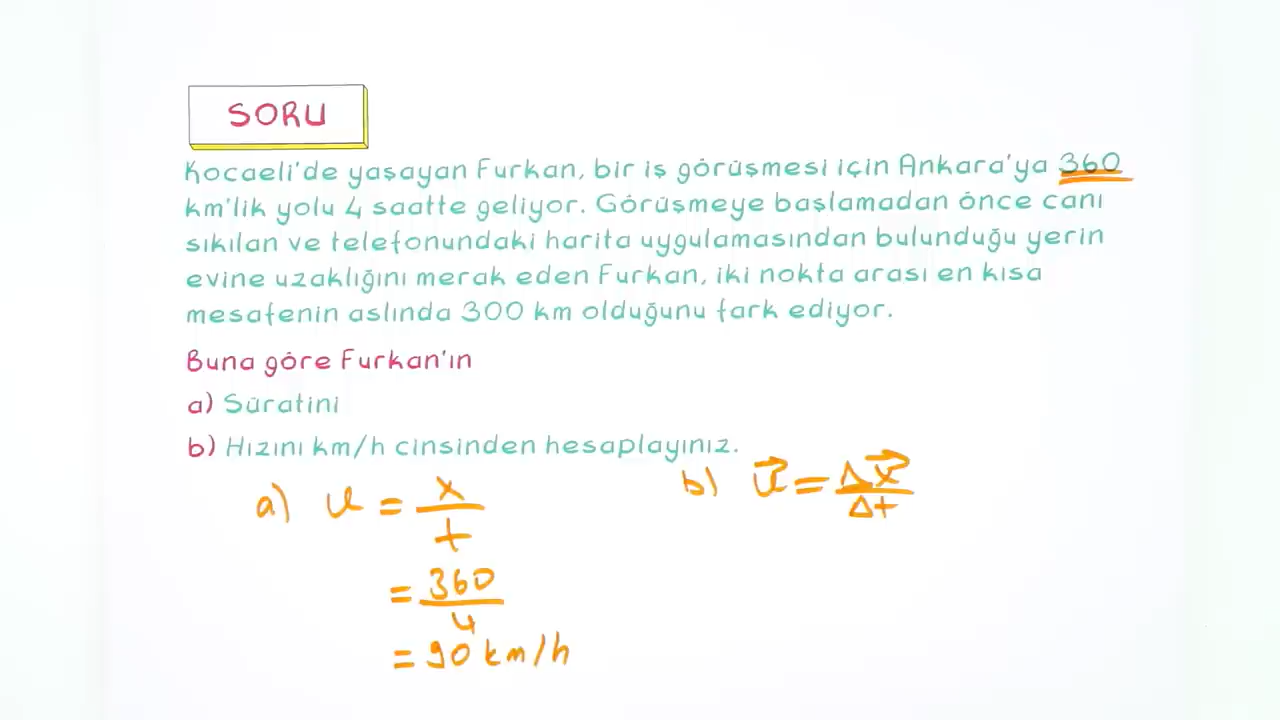 SORU
Kocaeli'de yaşayan Furkan, bir iş görüşmesi için Ankara'ya 360
km'lik yolu 4 saatte geliyor. Görüşmeye başlamadan önce canı
sıkılan ve telefonundaki harita uygulamasından bulunduğu yerin
evine uzaklığını merak eden Furkan, iki nokta arası en kısa
mesafenin aslında 300 km olduğunu fark ediyor.
Buna göre Furkan'ın
a) Süratini
b) Hızını km/h cinsinden hesaplayınız.
a) v = x / t
= 360 / 4
= 90 km/h
b) v⃗ = Δx⃗ / Δt